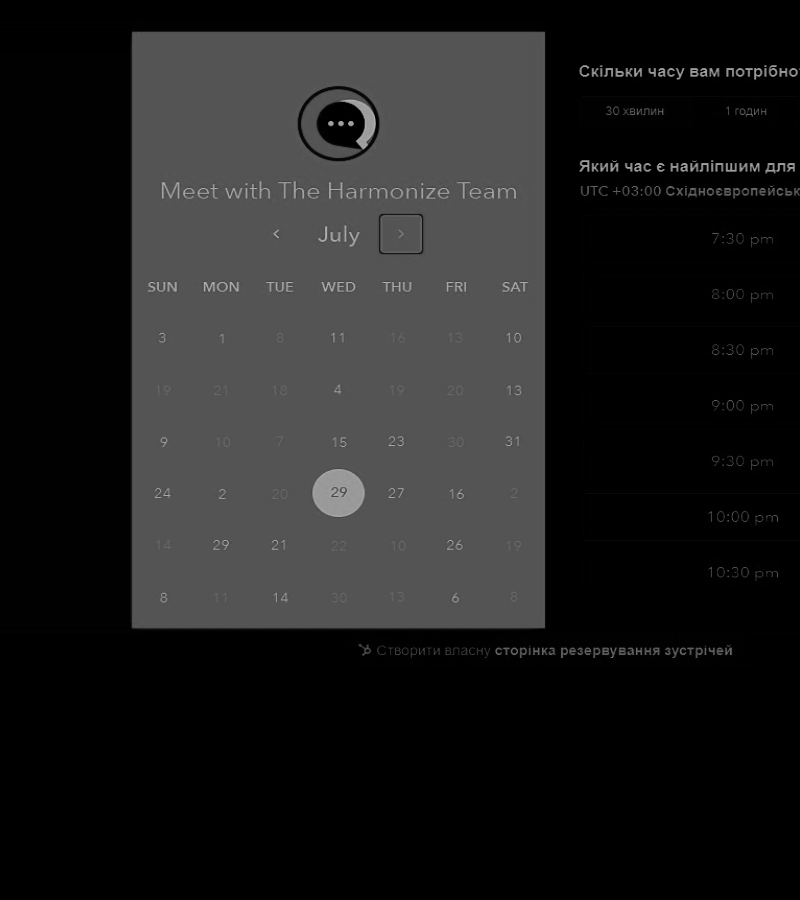 Meet with The Harmonize Team
July
SUN MON TUE WED THU FRI SAT
3 1 8 11 16 13 10
19 21 18 4 19 20 13
9 10 7 15 23 30 31
24 2 20 29 27 16 2
14 29 21 22 10 26 19
8 11 14 30 13 6 8
Скільки часу вам потрібно
30 хвилин 1 годин
Який час є найліпшим для
UTC +03:00 Східноєвропейськ
7:30 pm
8:00 pm
8:30 pm
9:00 pm
9:30 pm
10:00 pm
10:30 pm
Створити власну сторінка резервування зустрічей